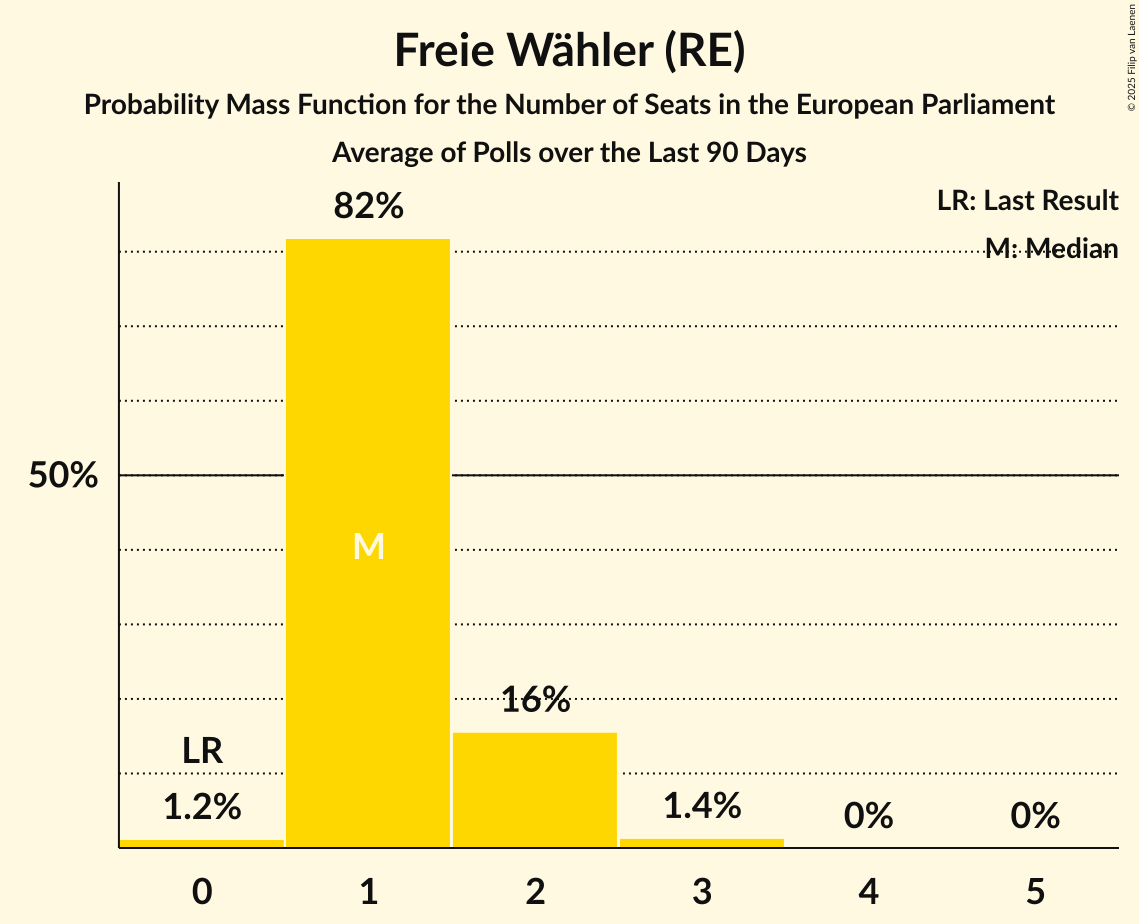 Freie Wähler (RE)
Probability Mass Function for the Number of Seats in the European Parliament
Average of Polls over the Last 90 Days
© 2025 Filip van Laenen
LR: Last Result
M: Median
82%
50%
M
16%
LR
1.2%
1.4%
0%
0%
0 1 2 3 4 5